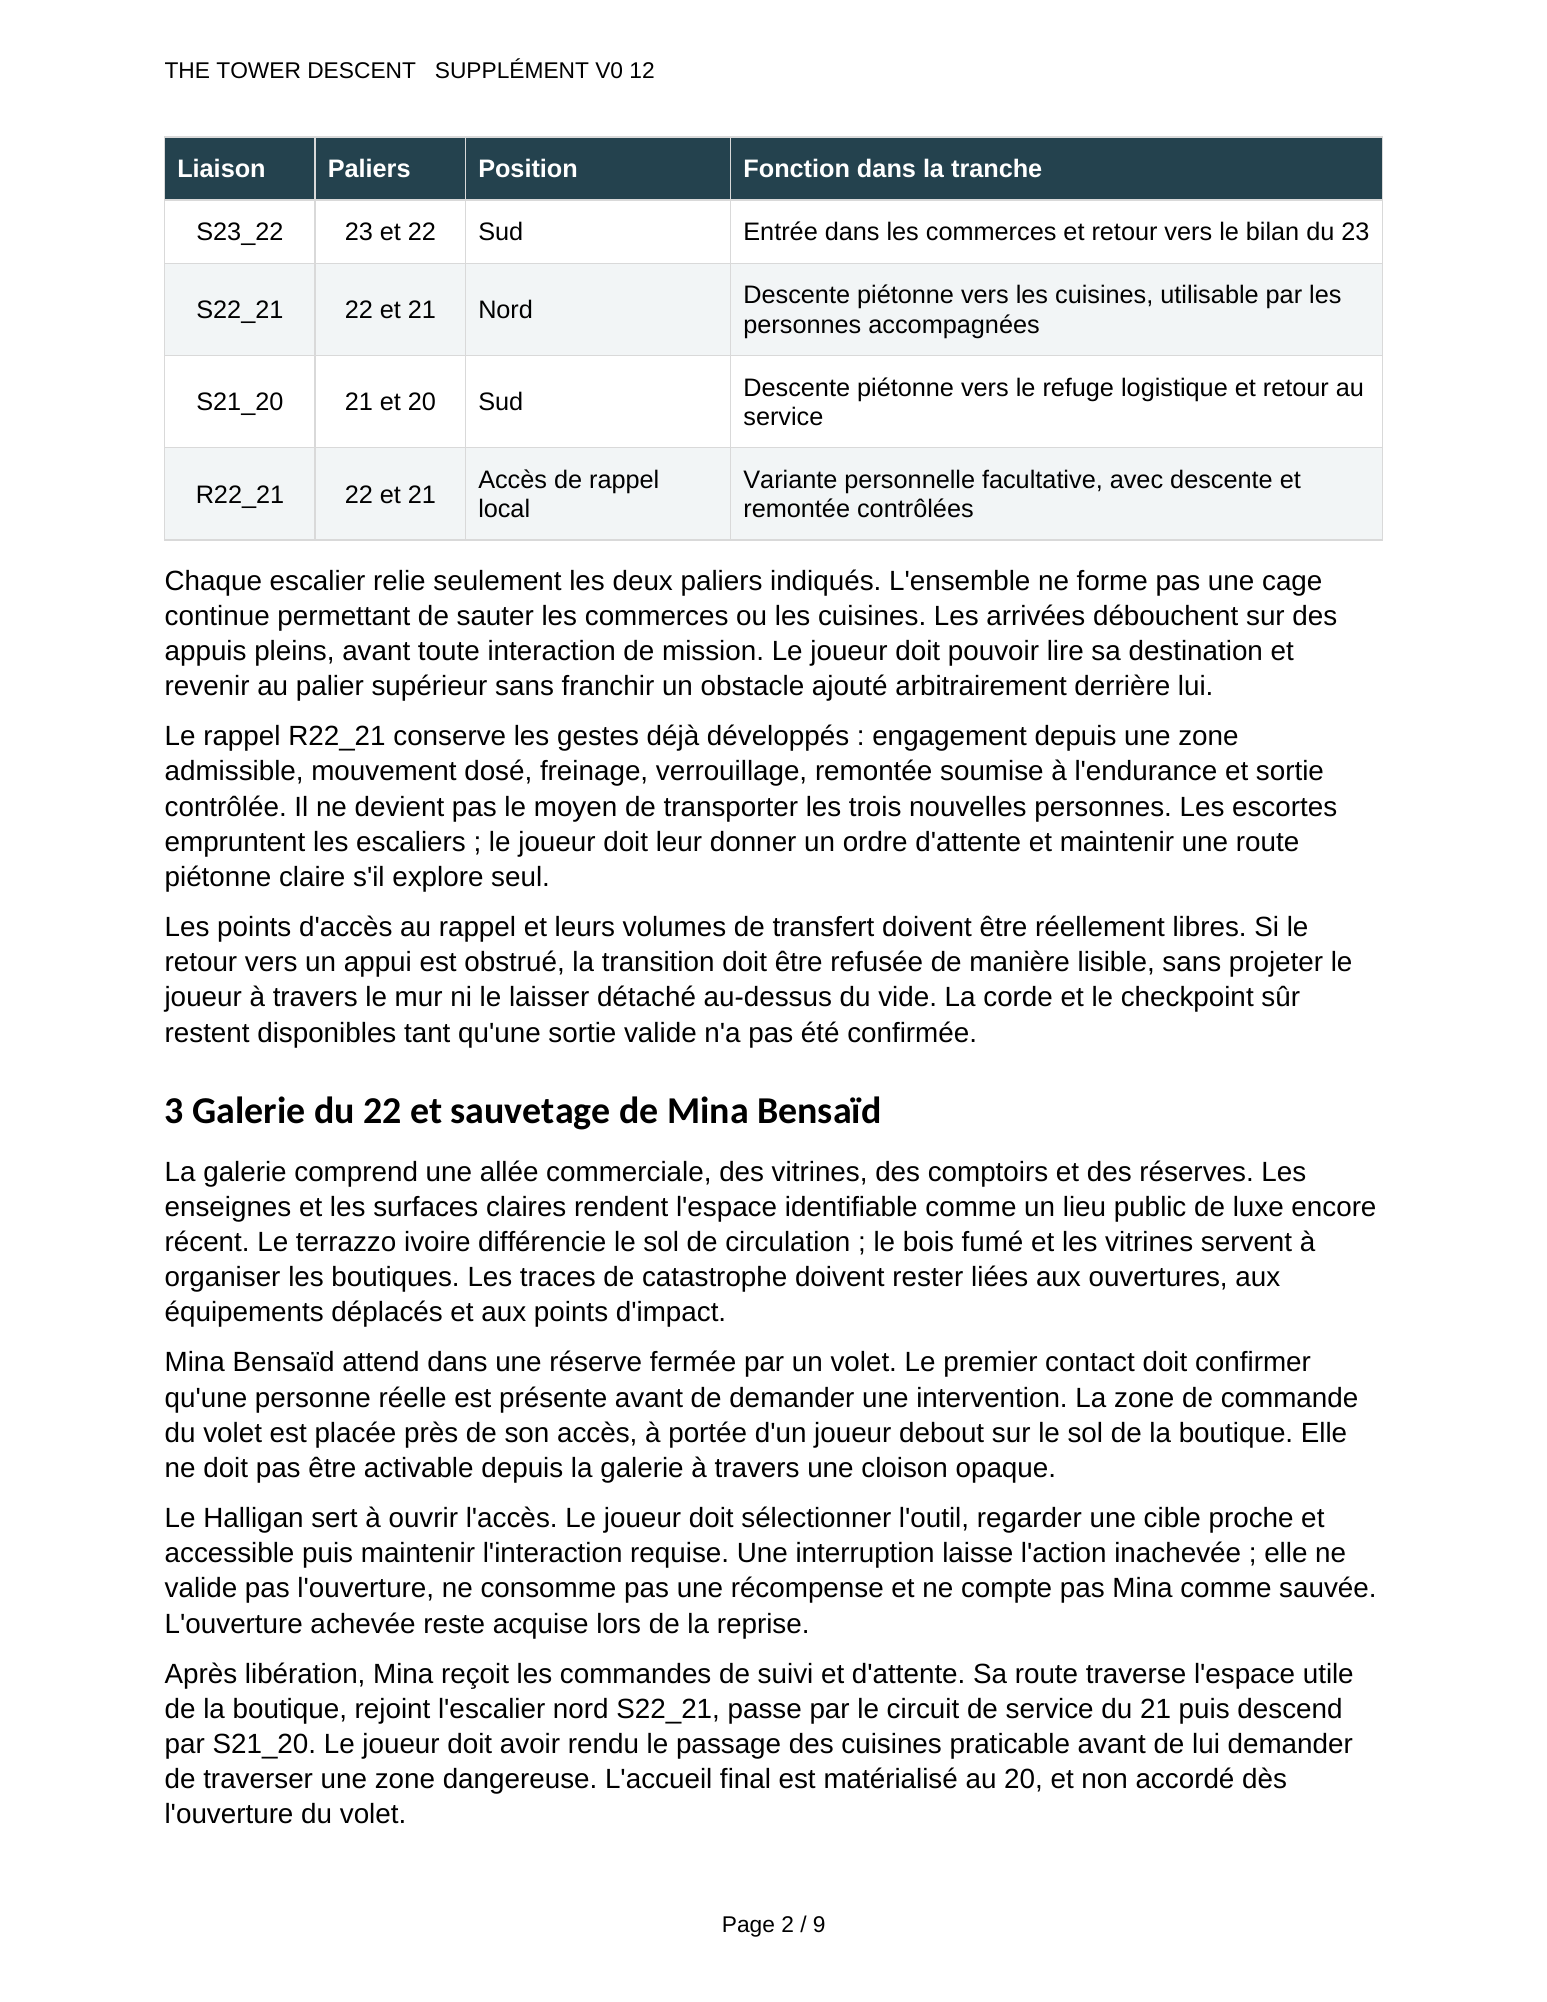 THE TOWER DESCENT SUPPLÉMENT V0 12
Liaison Paliers Position Fonction dans la tranche
S23_22 23 et 22 Sud Entrée dans les commerces et retour vers le bilan du 23
S22_21 22 et 21 Nord Descente piétonne vers les cuisines, utilisable par les
personnes accompagnées
S21_20 21 et 20 Sud Descente piétonne vers le refuge logistique et retour au
service
R22_21 22 et 21 Accès de rappel
local
Variante personnelle facultative, avec descente et
remontée contrôlées
Chaque escalier relie seulement les deux paliers indiqués. L'ensemble ne forme pas une cage
continue permettant de sauter les commerces ou les cuisines. Les arrivées débouchent sur des
appuis pleins, avant toute interaction de mission. Le joueur doit pouvoir lire sa destination et
revenir au palier supérieur sans franchir un obstacle ajouté arbitrairement derrière lui.
Le rappel R22_21 conserve les gestes déjà développés : engagement depuis une zone
admissible, mouvement dosé, freinage, verrouillage, remontée soumise à l'endurance et sortie
contrôlée. Il ne devient pas le moyen de transporter les trois nouvelles personnes. Les escortes
empruntent les escaliers ; le joueur doit leur donner un ordre d'attente et maintenir une route
piétonne claire s'il explore seul.
Les points d'accès au rappel et leurs volumes de transfert doivent être réellement libres. Si le
retour vers un appui est obstrué, la transition doit être refusée de manière lisible, sans projeter le
joueur à travers le mur ni le laisser détaché au-dessus du vide. La corde et le checkpoint sûr
restent disponibles tant qu'une sortie valide n'a pas été confirmée.
3 Galerie du 22 et sauvetage de Mina Bensaïd
La galerie comprend une allée commerciale, des vitrines, des comptoirs et des réserves. Les
enseignes et les surfaces claires rendent l'espace identifiable comme un lieu public de luxe encore
récent. Le terrazzo ivoire différencie le sol de circulation ; le bois fumé et les vitrines servent à
organiser les boutiques. Les traces de catastrophe doivent rester liées aux ouvertures, aux
équipements déplacés et aux points d'impact.
Mina Bensaïd attend dans une réserve fermée par un volet. Le premier contact doit confirmer
qu'une personne réelle est présente avant de demander une intervention. La zone de commande
du volet est placée près de son accès, à portée d'un joueur debout sur le sol de la boutique. Elle
ne doit pas être activable depuis la galerie à travers une cloison opaque.
Le Halligan sert à ouvrir l'accès. Le joueur doit sélectionner l'outil, regarder une cible proche et
accessible puis maintenir l'interaction requise. Une interruption laisse l'action inachevée ; elle ne
valide pas l'ouverture, ne consomme pas une récompense et ne compte pas Mina comme sauvée.
L'ouverture achevée reste acquise lors de la reprise.
Après libération, Mina reçoit les commandes de suivi et d'attente. Sa route traverse l'espace utile
de la boutique, rejoint l'escalier nord S22_21, passe par le circuit de service du 21 puis descend
par S21_20. Le joueur doit avoir rendu le passage des cuisines praticable avant de lui demander
de traverser une zone dangereuse. L'accueil final est matérialisé au 20, et non accordé dès
l'ouverture du volet.
Page 2 / 9